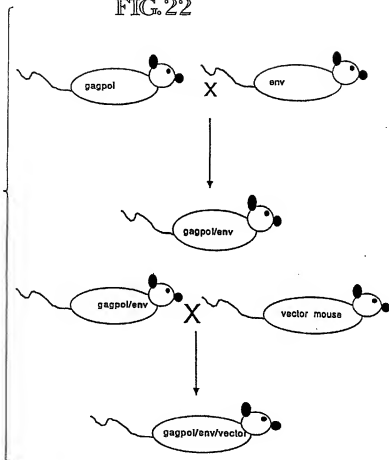 FIG. 22
gagpol X env
gagpol/env
gagpol/env X vector mouse
gagpol/env/vector